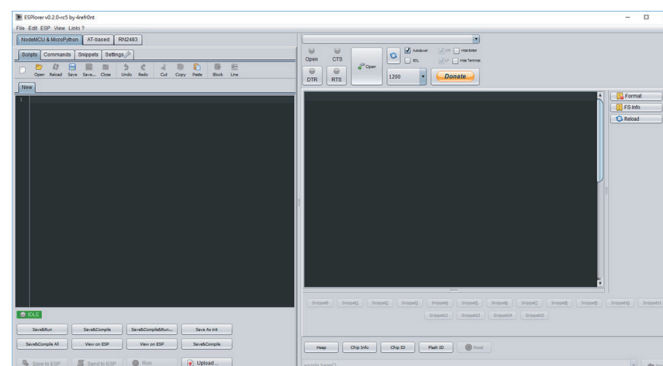 ESPlorer v0.2.0-rc5 by 4refr0nt
File Edit ESP View Links ?
NodeMCU & MicroPython AT-based RN2483
Scripts Commands Snippets Settings
Open Reload Save Save... Close Undo Redo Cut Copy Paste Block Line
New
1
IDLE
Save&Run Save&Compile Save&Compile&Run... Save As Init
Save&Compile All View on ESP View on ESP Save&Compile
Save to ESP Send to ESP Run Upload ...
Open CTS
DTR RTS
Open
AutoScroll
EOL
Hide Editor
Hide Terminal
1200
Donate
Format
FS Info
Reload
Snippet0 Snippet1 Snippet2 Snippet3 Snippet4 Snippet5 Snippet6 Snippet7 Snippet8 Snippet9 Snippet10 Snippet11
Snippet12 Snippet13 Snippet14 Snippet15
Heap Chip Info Chip ID Flash ID Reset